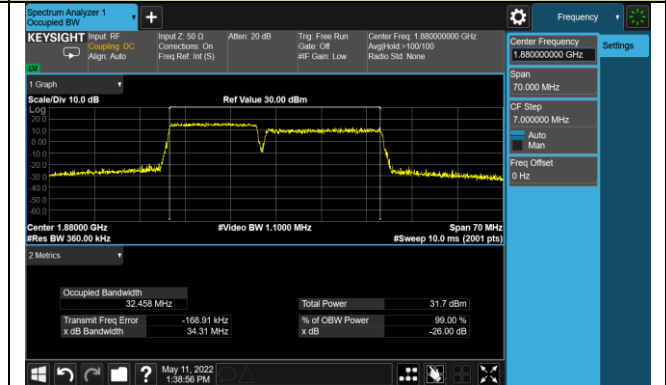 Spectrum Analyzer 1
Occupied BW
+
Frequency
KEYSIGHT
Input: RF
Coupling: DC
Align: Auto
Input Z: 50 Ω
Corrections: On
Freq Ref: Int (S)
Atten: 20 dB
Trig: Free Run
Gate: Off
#IF Gain: Low
Center Freq: 1.880000000 GHz
Avg|Hold:>100/100
Radio Std: None
LW
Center Frequency
1.880000000 GHz
Settings
Span
70.000 MHz
CF Step
7.000000 MHz
Auto
Man
Freq Offset
0 Hz
1 Graph
Scale/Div 10.0 dB
Ref Value 30.00 dBm
Log
20.0
10.0
0.00
-10.0
-20.0
-30.0
-40.0
-50.0
-60.0
Center 1.88000 GHz
#Video BW 1.1000 MHz
Span 70 MHz
#Res BW 360.00 kHz
#Sweep 10.0 ms (2001 pts)
2 Metrics
Occupied Bandwidth
32.458 MHz
Total Power
31.7 dBm
Transmit Freq Error
-168.91 kHz
% of OBW Power
99.00 %
x dB Bandwidth
34.31 MHz
x dB
-26.00 dB
?
May 11, 2022
1:38:56 PM